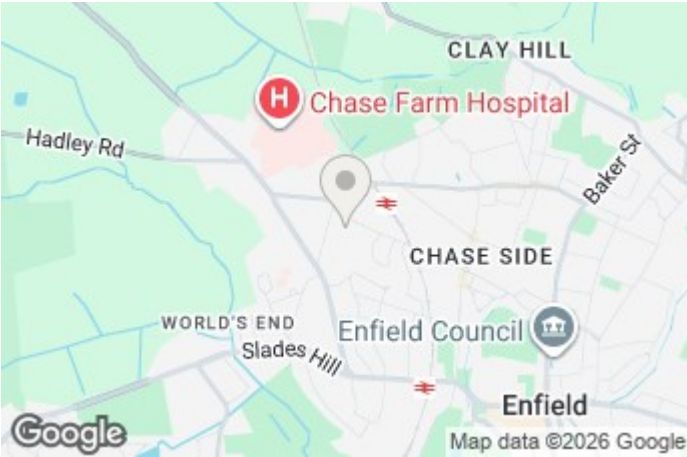 CLAY HILL
H
Chase Farm Hospital
Hadley Rd
Baker St
CHASE SIDE
WORLD'S END
Enfield Council
Slades Hill
Enfield
Google
Map data ©2026 Google